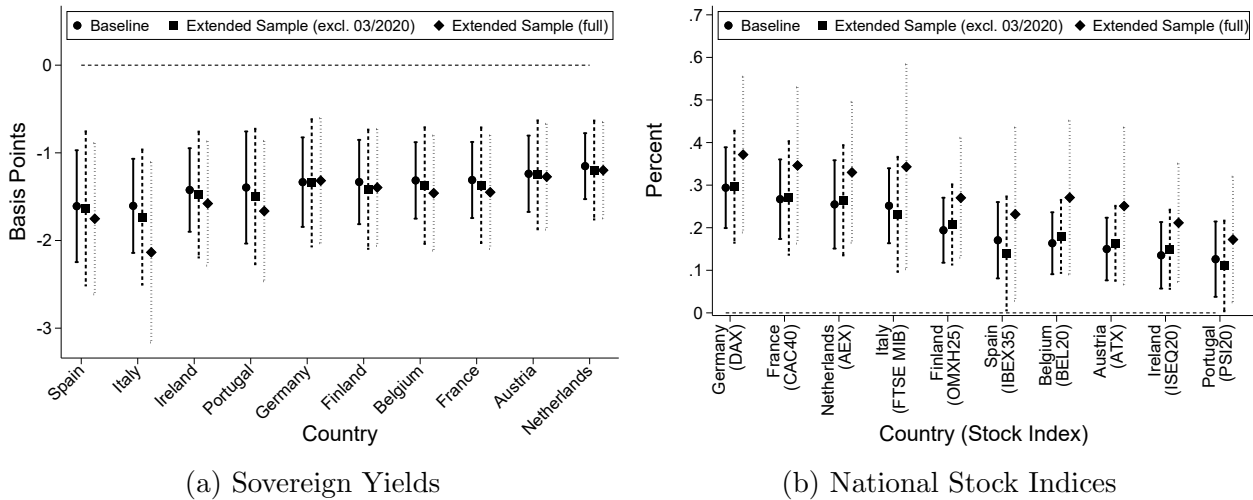 Baseline Extended Sample (excl. 03/2020) Extended Sample (full)
0
-1
-2
-3
Basis Points
Spain
Italy
Ireland
Portugal
Germany
Finland
Belgium
France
Austria
Netherlands
Country
(a) Sovereign Yields
Baseline Extended Sample (excl. 03/2020) Extended Sample (full)
.7
.6
.5
.4
.3
.2
.1
0
Percent
Germany
(DAX)
France
(CAC40)
Netherlands
(AEX)
Italy
(FTSE MIB)
Finland
(OMXH25)
Spain
(IBEX35)
Belgium
(BEL20)
Austria
(ATX)
Ireland
(ISEQ20)
Portugal
(PSI20)
Country (Stock Index)
(b) National Stock Indices